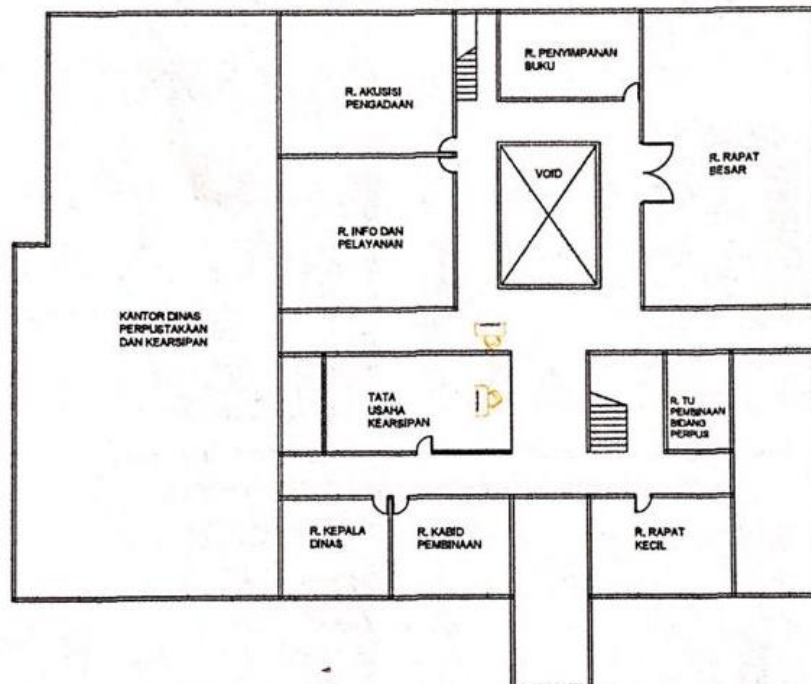 R. AKUSISI
PENGADAAN
R. PENYIMPANAN
BUKU
VOID
R. RAPAT
BESAR
R. INFO DAN
PELAYANAN
KANTOR DINAS
PERPUSTAKAAN
DAN KEARSIPAN
TATA
USAHA
KEARSIPAN
R. TU
PEMBINAAN
BIDANG
PERPUS
R. KEPALA
DINAS
R. KABID
PEMBINAAN
R. RAPAT
KECIL